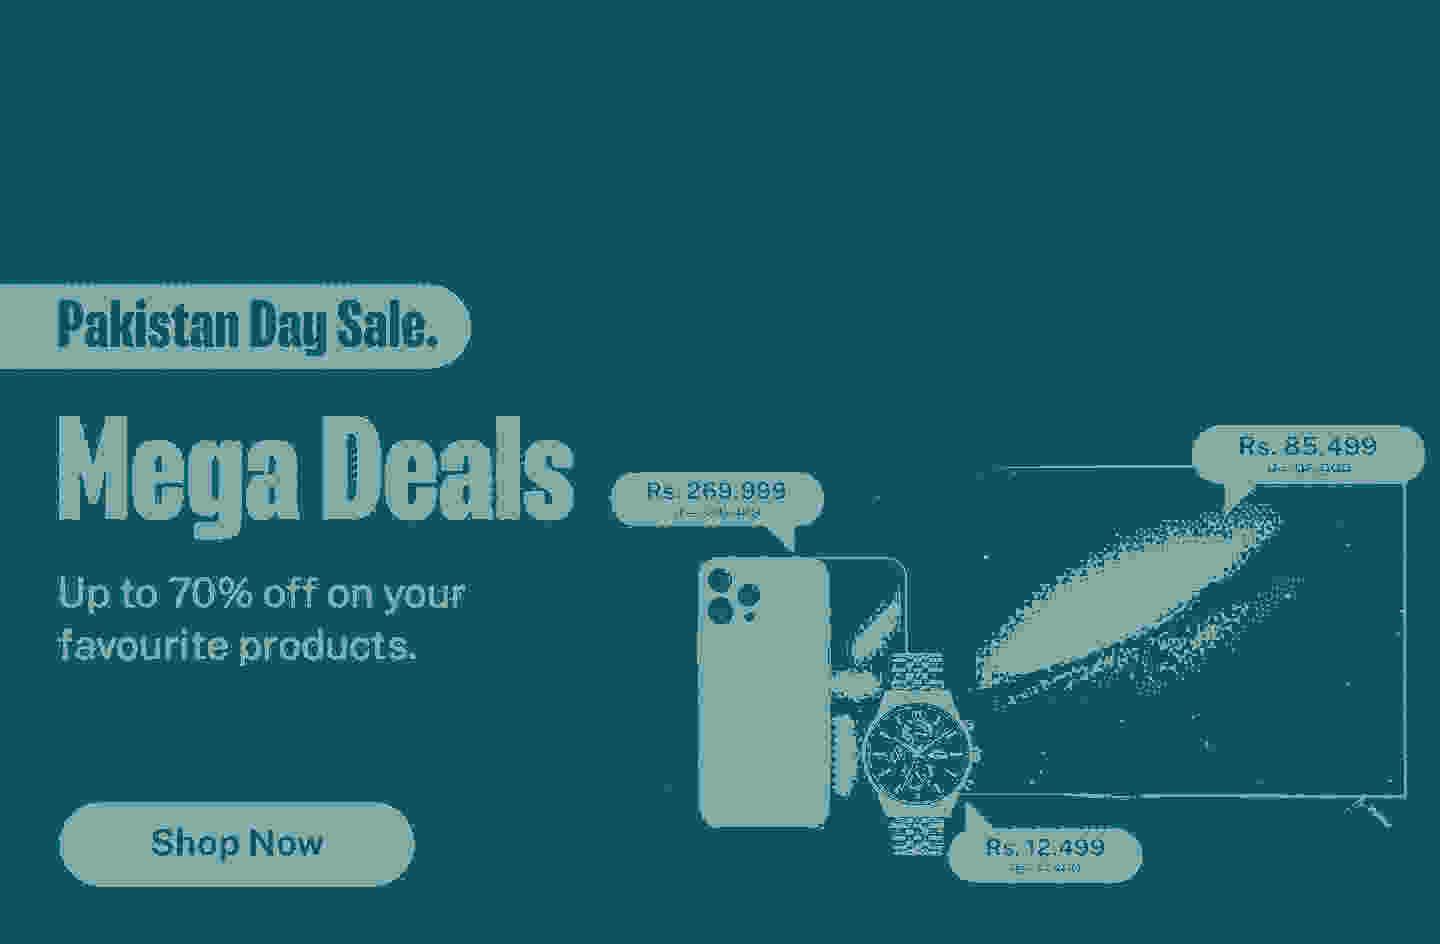 Pakistan Day Sale.
Mega Deals
Up to 70% off on your
favourite products.
Shop Now
Rs. 269.999
Rs. 85.499
Rs. 12.499